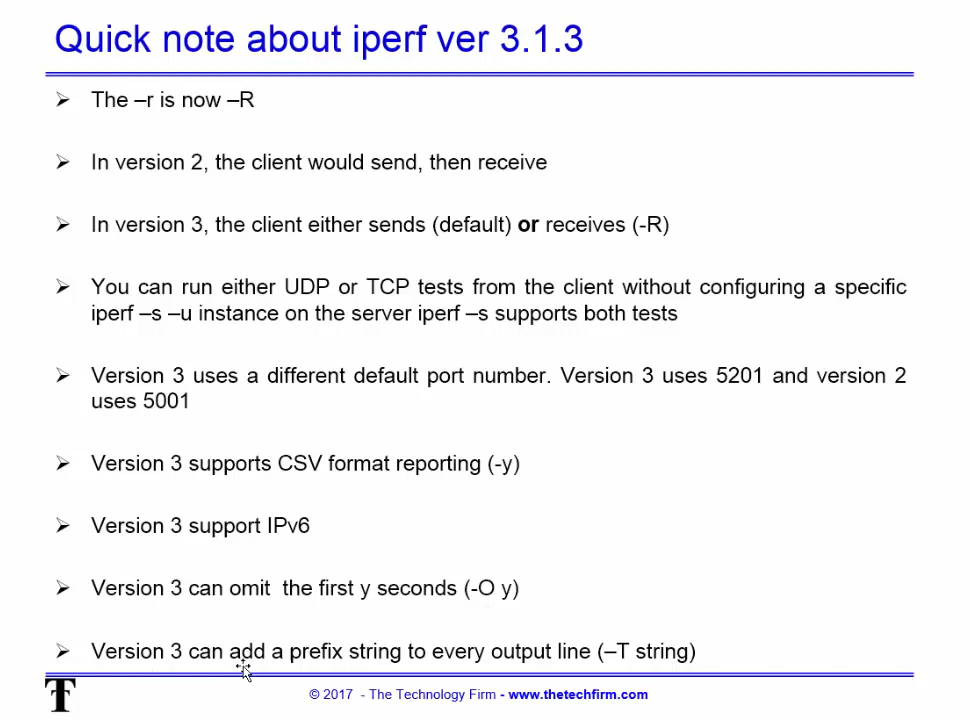 Quick note about iperf ver 3.1.3
The –r is now –R
In version 2, the client would send, then receive
In version 3, the client either sends (default) or receives (-R)
You can run either UDP or TCP tests from the client without configuring a specific
iperf –s –u instance on the server iperf –s supports both tests
Version 3 uses a different default port number. Version 3 uses 5201 and version 2
uses 5001
Version 3 supports CSV format reporting (-y)
Version 3 support IPv6
Version 3 can omit  the first y seconds (-O y)
Version 3 can add a prefix string to every output line (–T string)
© 2017  - The Technology Firm - www.thetechfirm.com